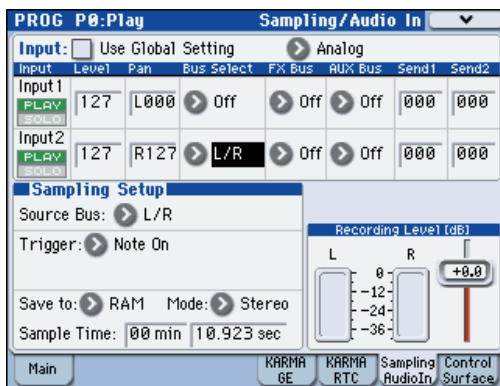 PROG P0:Play Sampling/Audio In
Input: Use Global Setting Analog
Input Level Pan Bus Select FX Bus AUX Bus Send1 Send2
Input1
PLAY 127 L000 Off Off Off 000 000
SOLO
Input2
PLAY 127 R127 L/R Off Off 000 000
SOLO
Sampling Setup
Source Bus: L/R
Trigger: Note On
Save to: RAM Mode: Stereo
Sample Time: 00 min 10.923 sec
Recording Level [dB]
L R
0 +0.0
-12
-24
-36
Main KARMA GE KARMA RTC Sampling AudioIn Control Surface